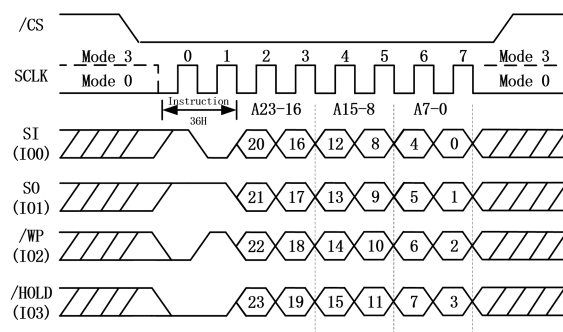 /CS
Mode 3 0 1 2 3 4 5 6 7 Mode 3
SCLK
Mode 0 Mode 0
Instruction A23-16 A15-8 A7-0
36H
SI
(IO0) 20 16 12 8 4 0
SO
(IO1) 21 17 13 9 5 1
/WP
(IO2) 22 18 14 10 6 2
/HOLD
(IO3) 23 19 15 11 7 3